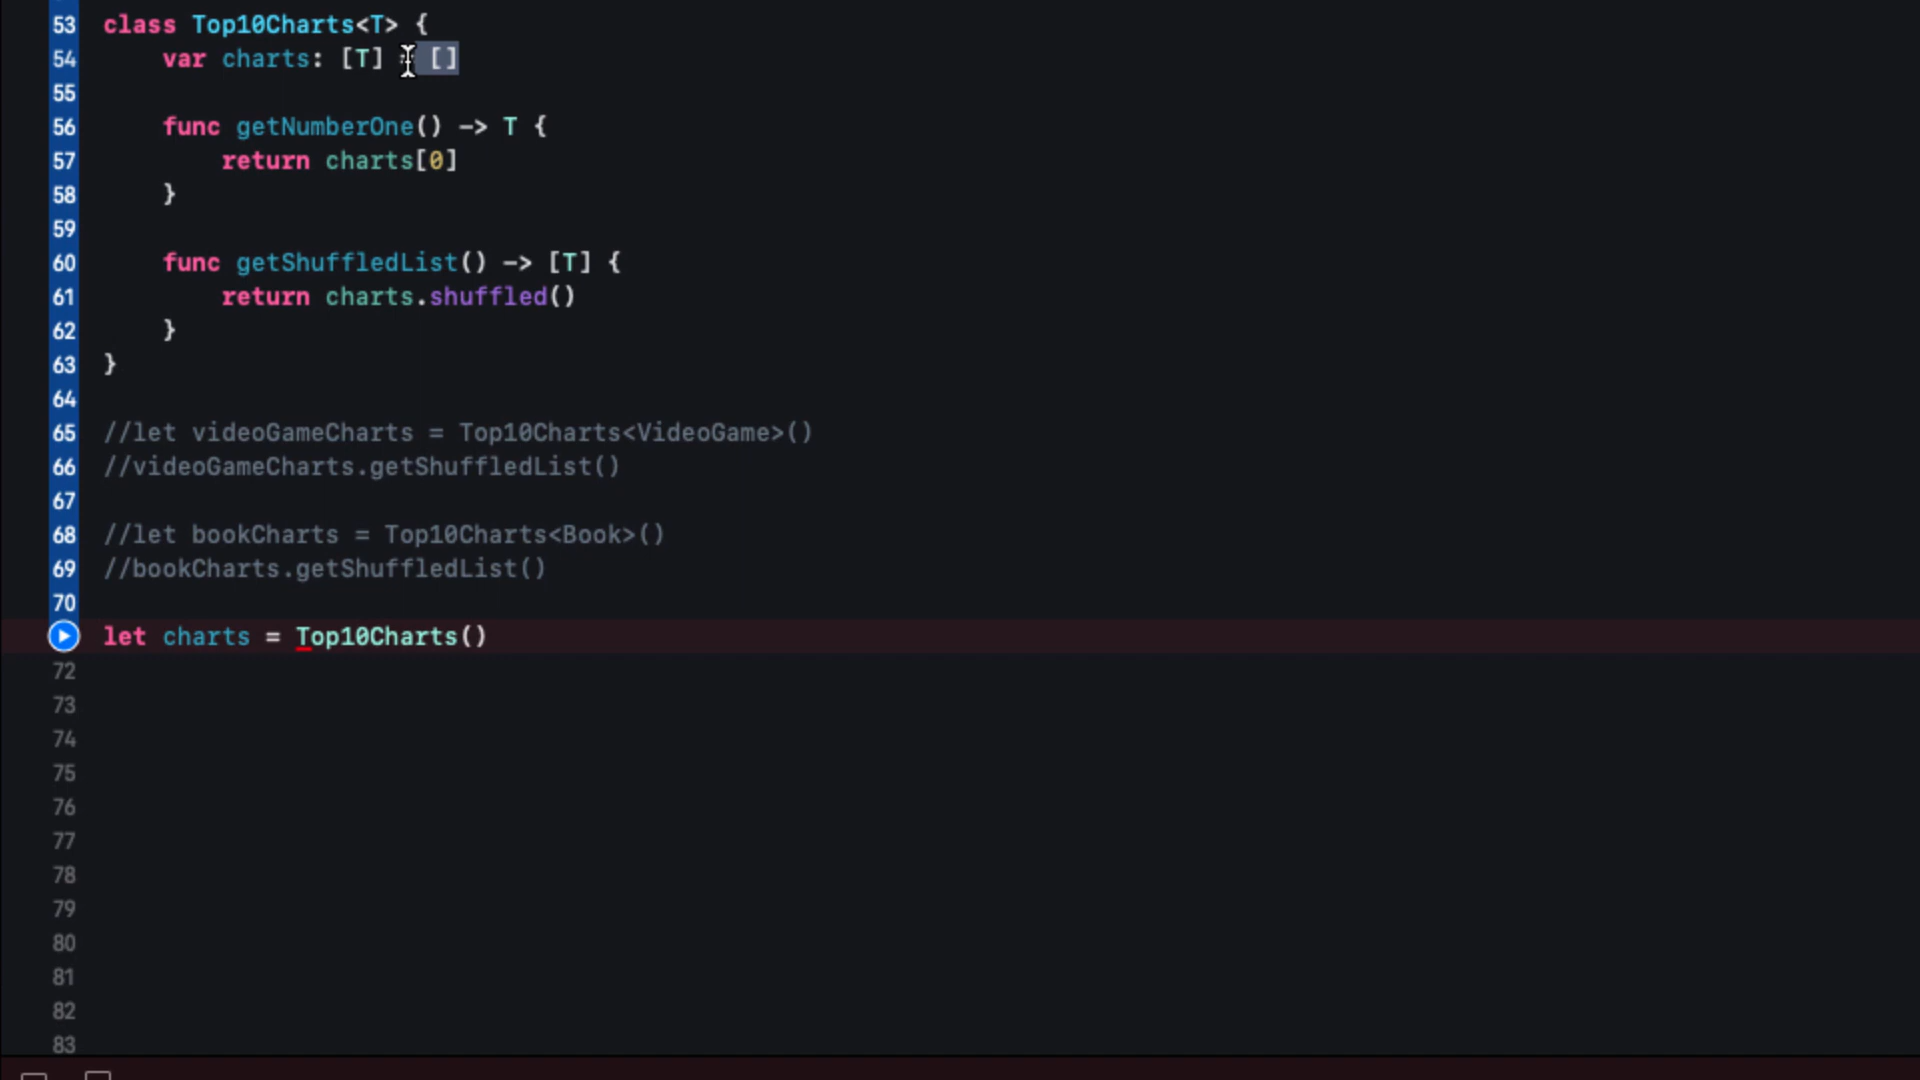 53 class Top10Charts<T> {
54 var charts: [T] = []
55
56 func getNumberOne() -> T {
57 return charts[0]
58 }
59
60 func getShuffledList() -> [T] {
61 return charts.shuffled()
62 }
63 }
64
65 //let videoGameCharts = Top10Charts<VideoGame>()
66 //videoGameCharts.getShuffledList()
67
68 //let bookCharts = Top10Charts<Book>()
69 //bookCharts.getShuffledList()
70
let charts = Top10Charts()
72
73
74
75
76
77
78
79
80
81
82
83